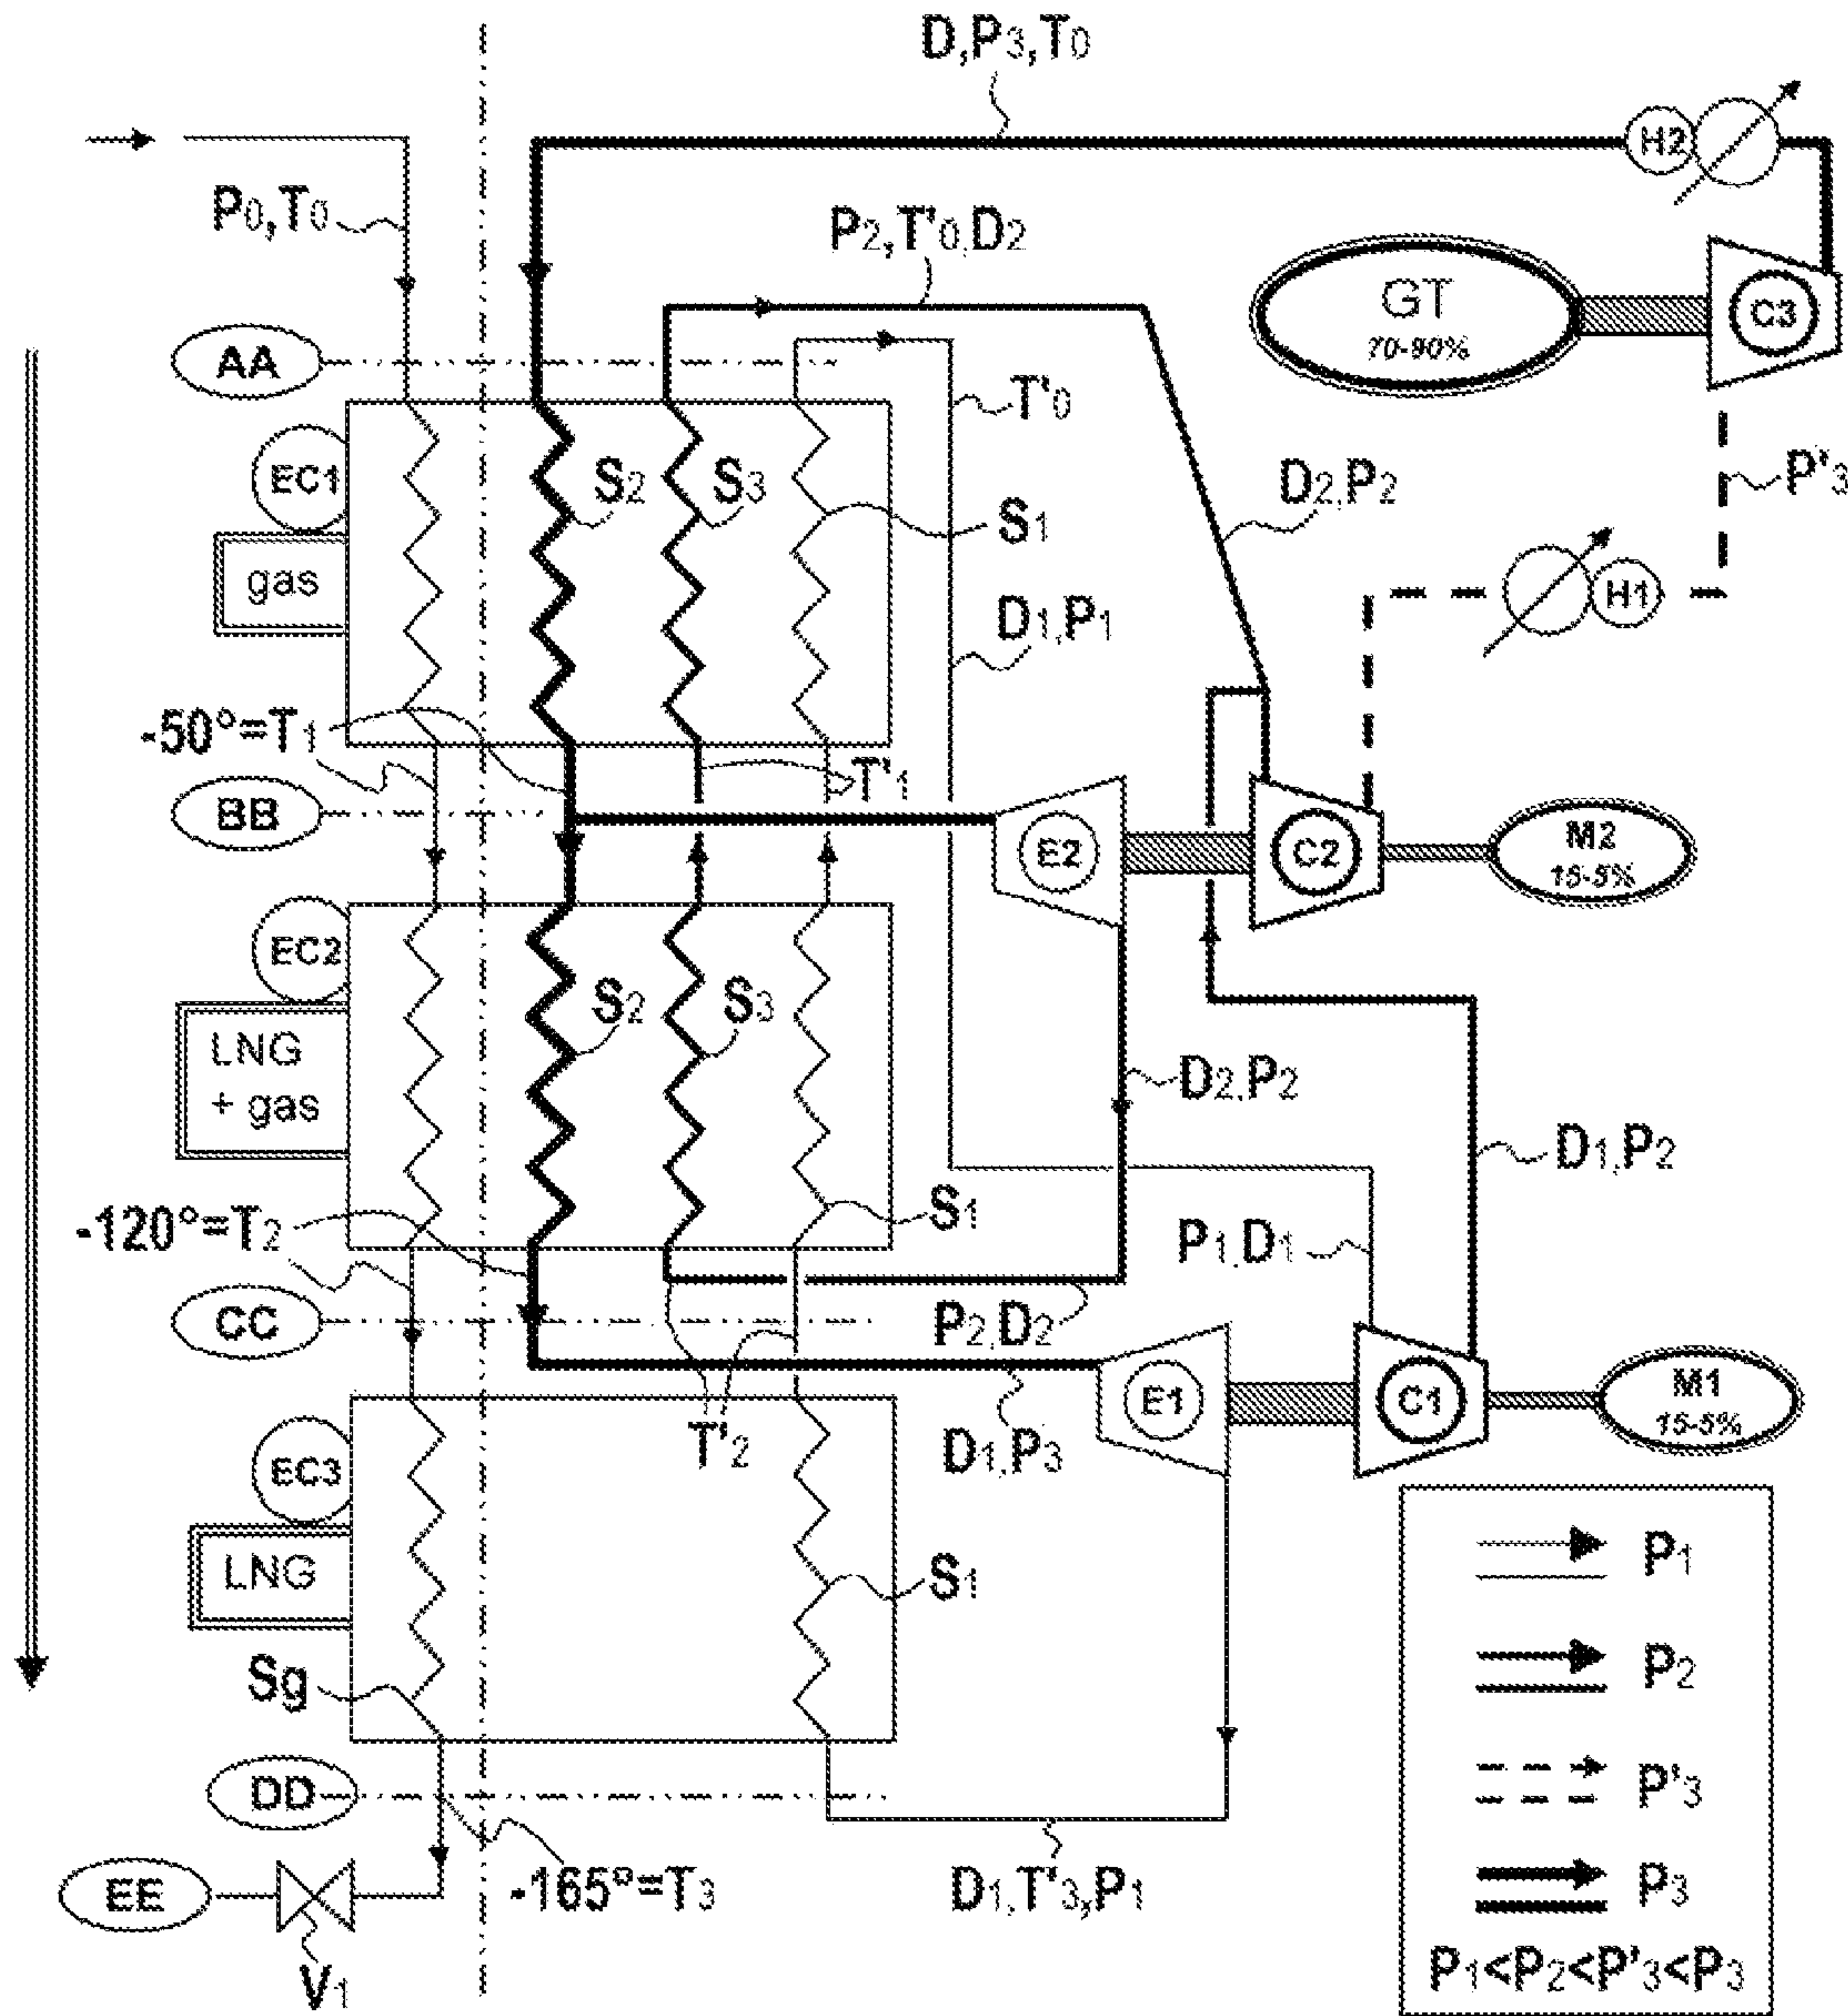 D,P3,T0
H2
P0,T0
P2,T'0,D2
GT
70-90%
C3
AA
T'0
EC1
S2
S3
D2,P2
P'3
S1
gas
H1
D1,P1
-50°=T1
T'1
BB
E2
C2
M2
15-5%
EC2
S2
S3
LNG
+ gas
D2,P2
D1,P2
S1
-120°=T2
P1,D1
CC
P2,D2
E1
C1
M1
15-5%
T'2
D1,P3
EC3
LNG
S1
P1
Sg
P2
DD
P'3
EE
-165°=T3
D1,T'3,P1
P3
V1
P1<P2<P'3<P3